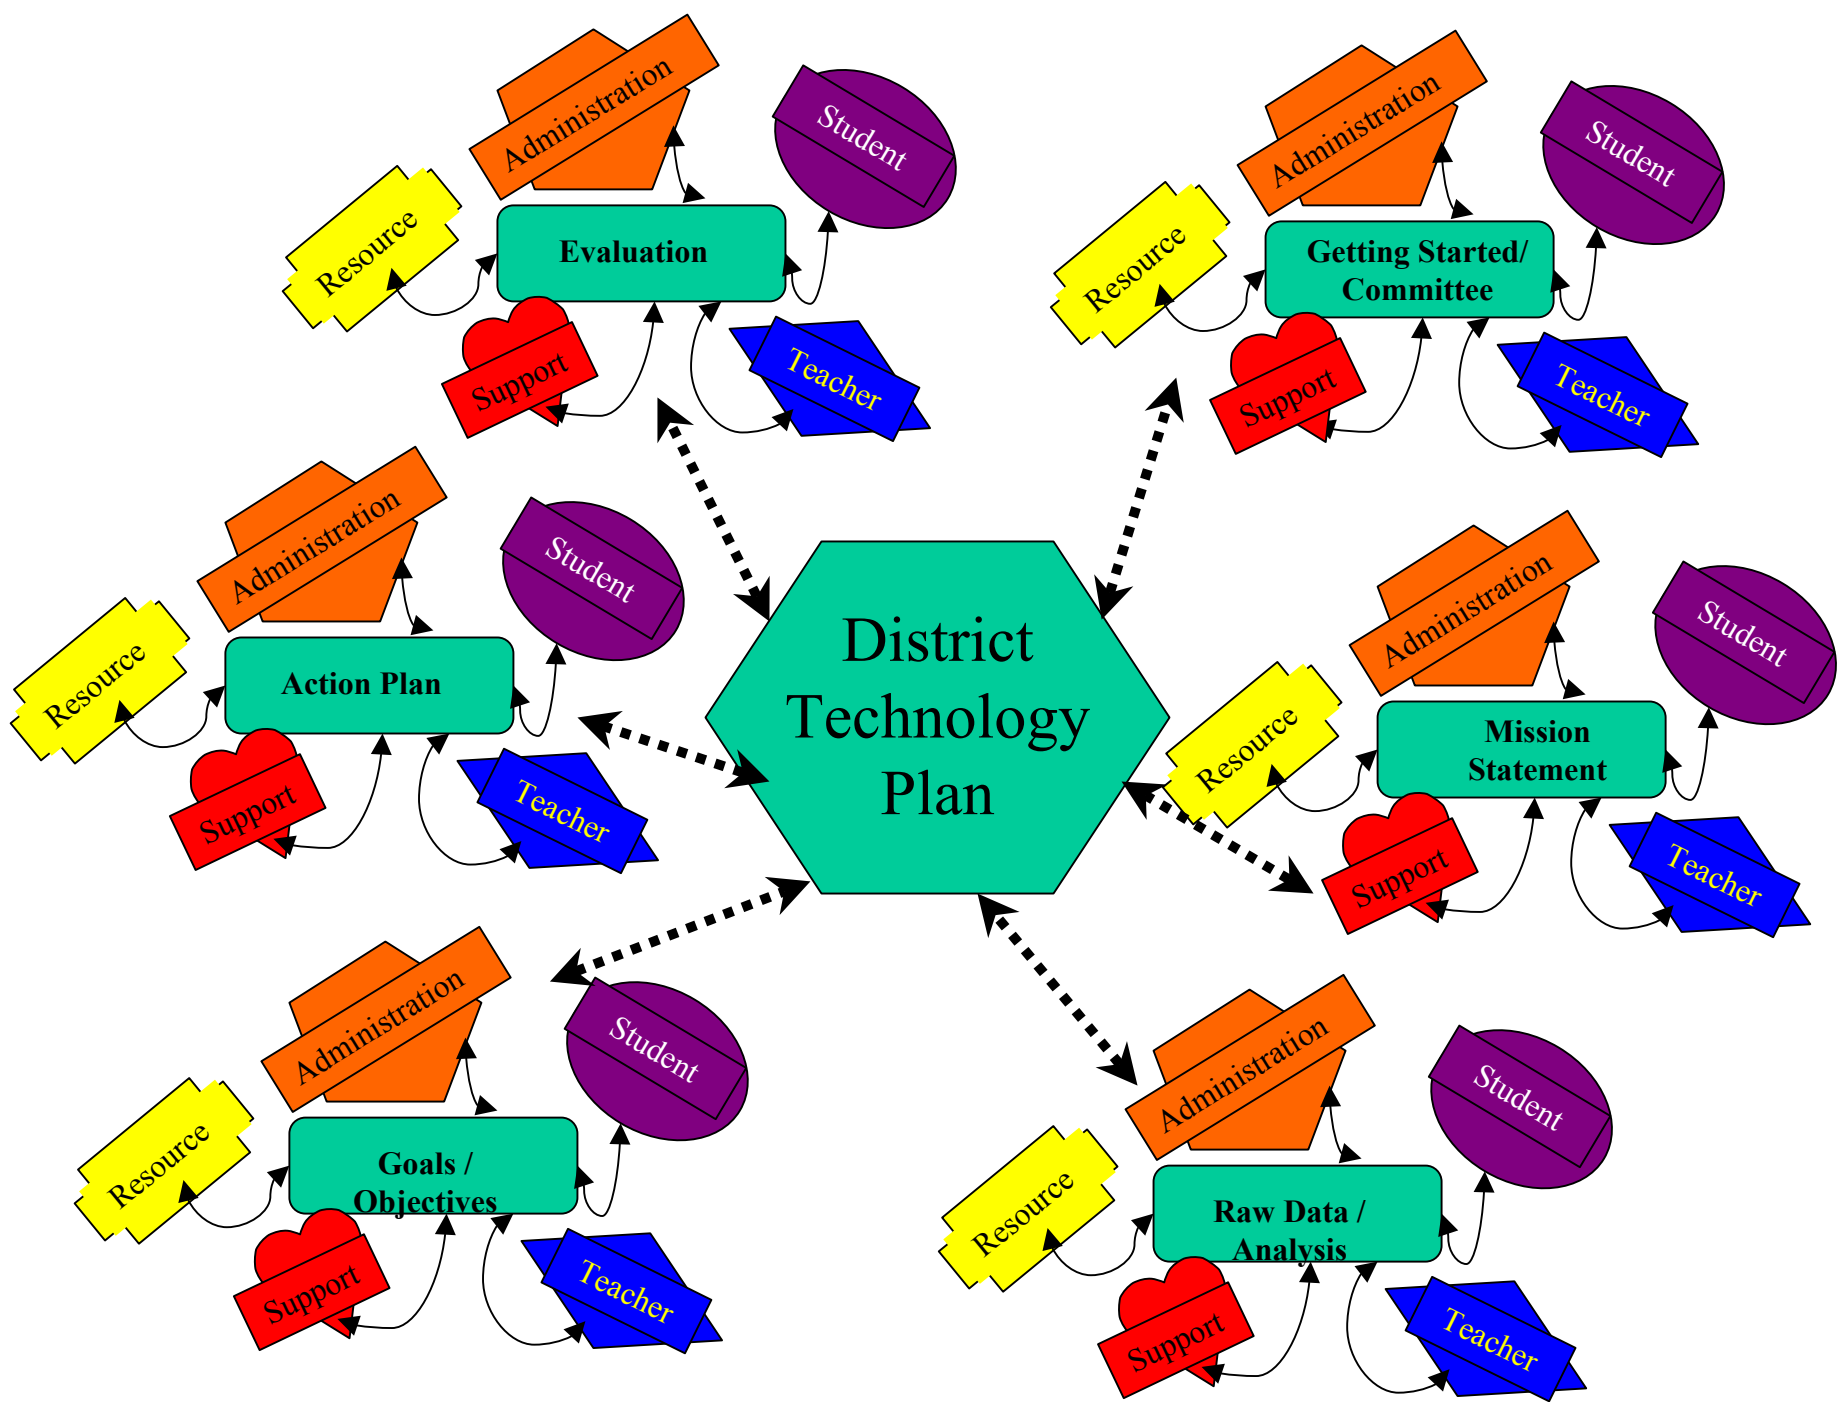 Administration
Student
Resource
Evaluation
Support
Teacher
Administration
Student
Resource
Getting Started/
Committee
Support
Teacher
Administration
Student
Resource
Action Plan
Support
Teacher
District
Technology
Plan
Administration
Student
Resource
Mission
Statement
Support
Teacher
Administration
Student
Resource
Goals /
Objectives
Support
Teacher
Administration
Student
Resource
Raw Data /
Analysis
Support
Teacher